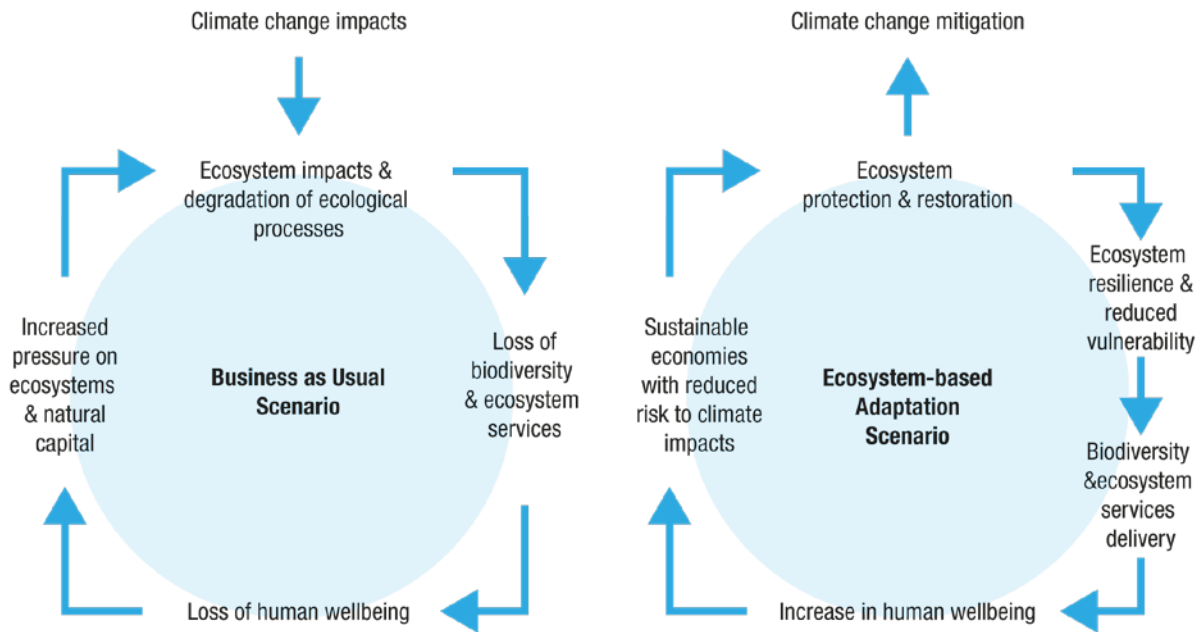 Climate change impacts
Ecosystem impacts &
degradation of ecological
processes
Loss of
biodiversity
& ecosystem
services
Loss of human wellbeing
Increased
pressure on
ecosystems
& natural
capital
Business as Usual
Scenario
Climate change mitigation
Ecosystem
protection & restoration
Ecosystem
resilience &
reduced
vulnerability
Biodiversity
&ecosystem
services
delivery
Increase in human wellbeing
Sustainable
economies
with reduced
risk to climate
impacts
Ecosystem-based
Adaptation
Scenario